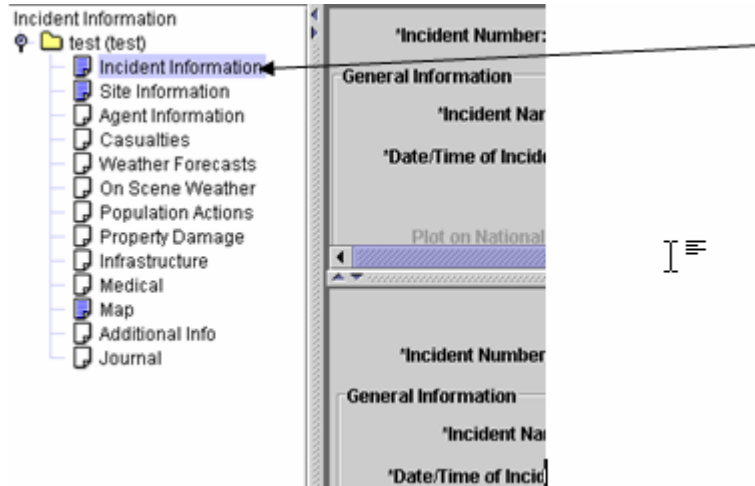 Incident Information
test (test)
Incident Information
Site Information
Agent Information
Casualties
Weather Forecasts
On Scene Weather
Population Actions
Property Damage
Infrastructure
Medical
Map
Additional Info
Journal
*Incident Number:
General Information
*Incident Nar
*Date/Time of Incide
Plot on National
*Incident Number
General Information
*Incident Nar
*Date/Time of Incid